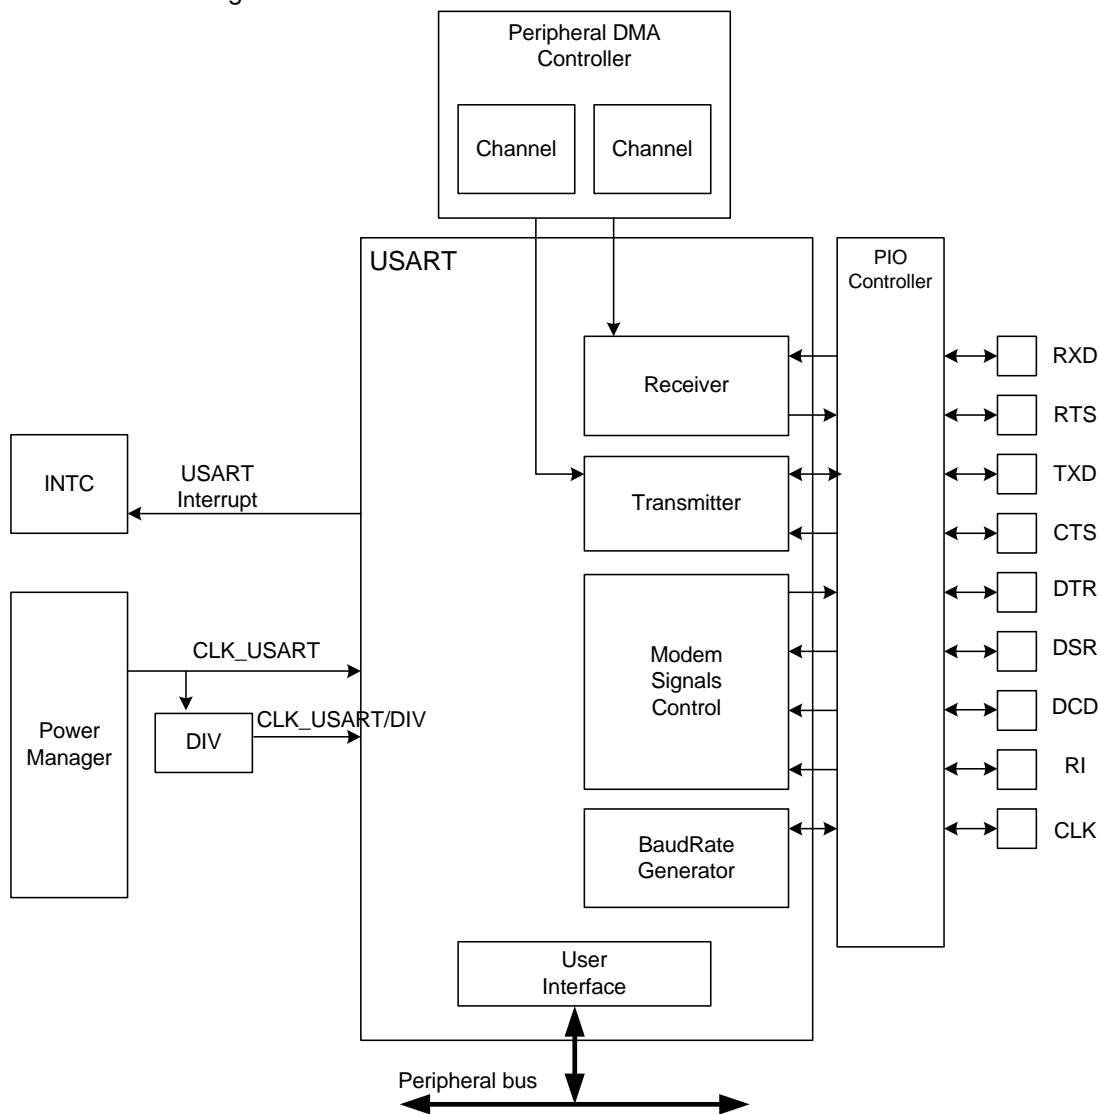 Peripheral DMA
Controller
Channel
Channel
USART
PIO
Controller
Receiver
RXD
RTS
INTC
USART
Interrupt
Transmitter
TXD
CTS
DTR
CLK_USART
Modem
Signals
Control
DSR
Power
Manager
DIV
CLK_USART/DIV
DCD
RI
BaudRate
Generator
CLK
User
Interface
Peripheral bus